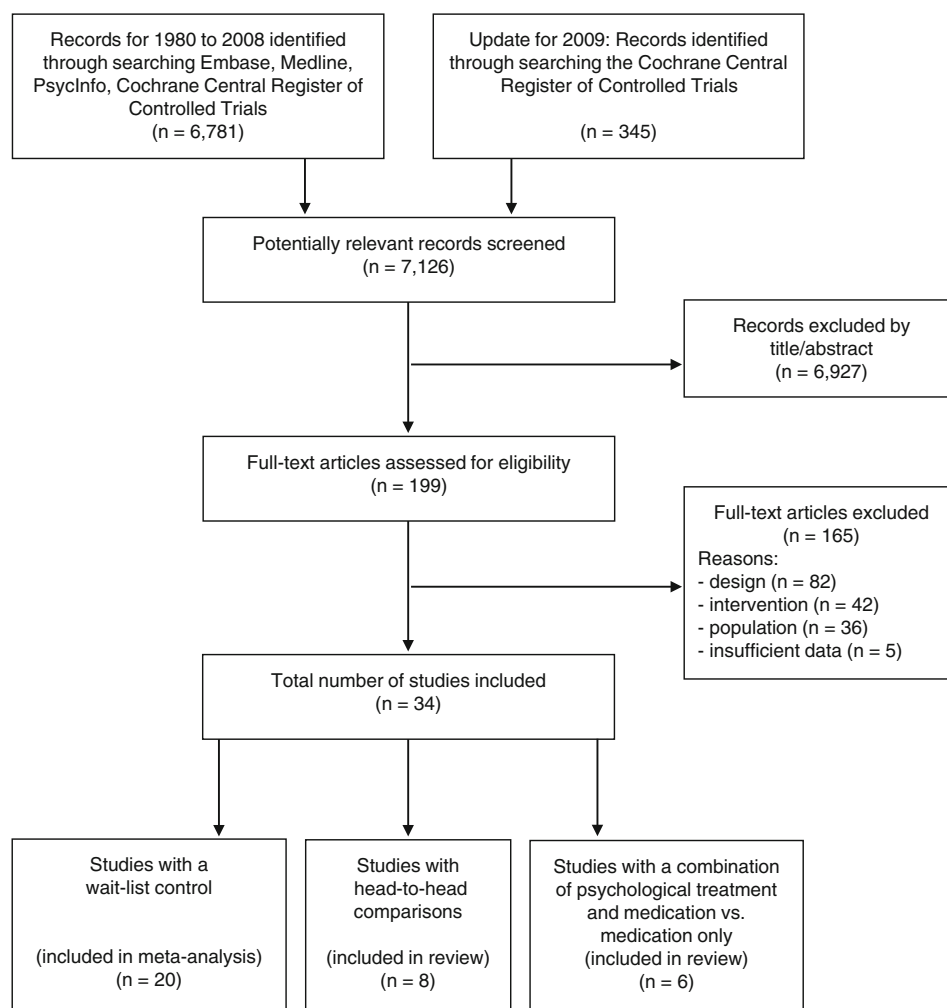 Records for 1980 to 2008 identified
through searching Embase, Medline,
PsycInfo, Cochrane Central Register of
Controlled Trials
(n = 6,781)
Update for 2009: Records identified
through searching the Cochrane Central
Register of Controlled Trials
(n = 345)
Potentially relevant records screened
(n = 7,126)
Records excluded by
title/abstract
(n = 6,927)
Full-text articles assessed for eligibility
(n = 199)
Full-text articles excluded
(n = 165)
Reasons:
- design (n = 82)
- intervention (n = 42)
- population (n = 36)
- insufficient data (n = 5)
Total number of studies included
(n = 34)
Studies with a
wait-list control
(included in meta-analysis)
(n = 20)
Studies with
head-to-head
comparisons
(included in review)
(n = 8)
Studies with a combination
of psychological treatment
and medication vs.
medication only
(included in review)
(n = 6)